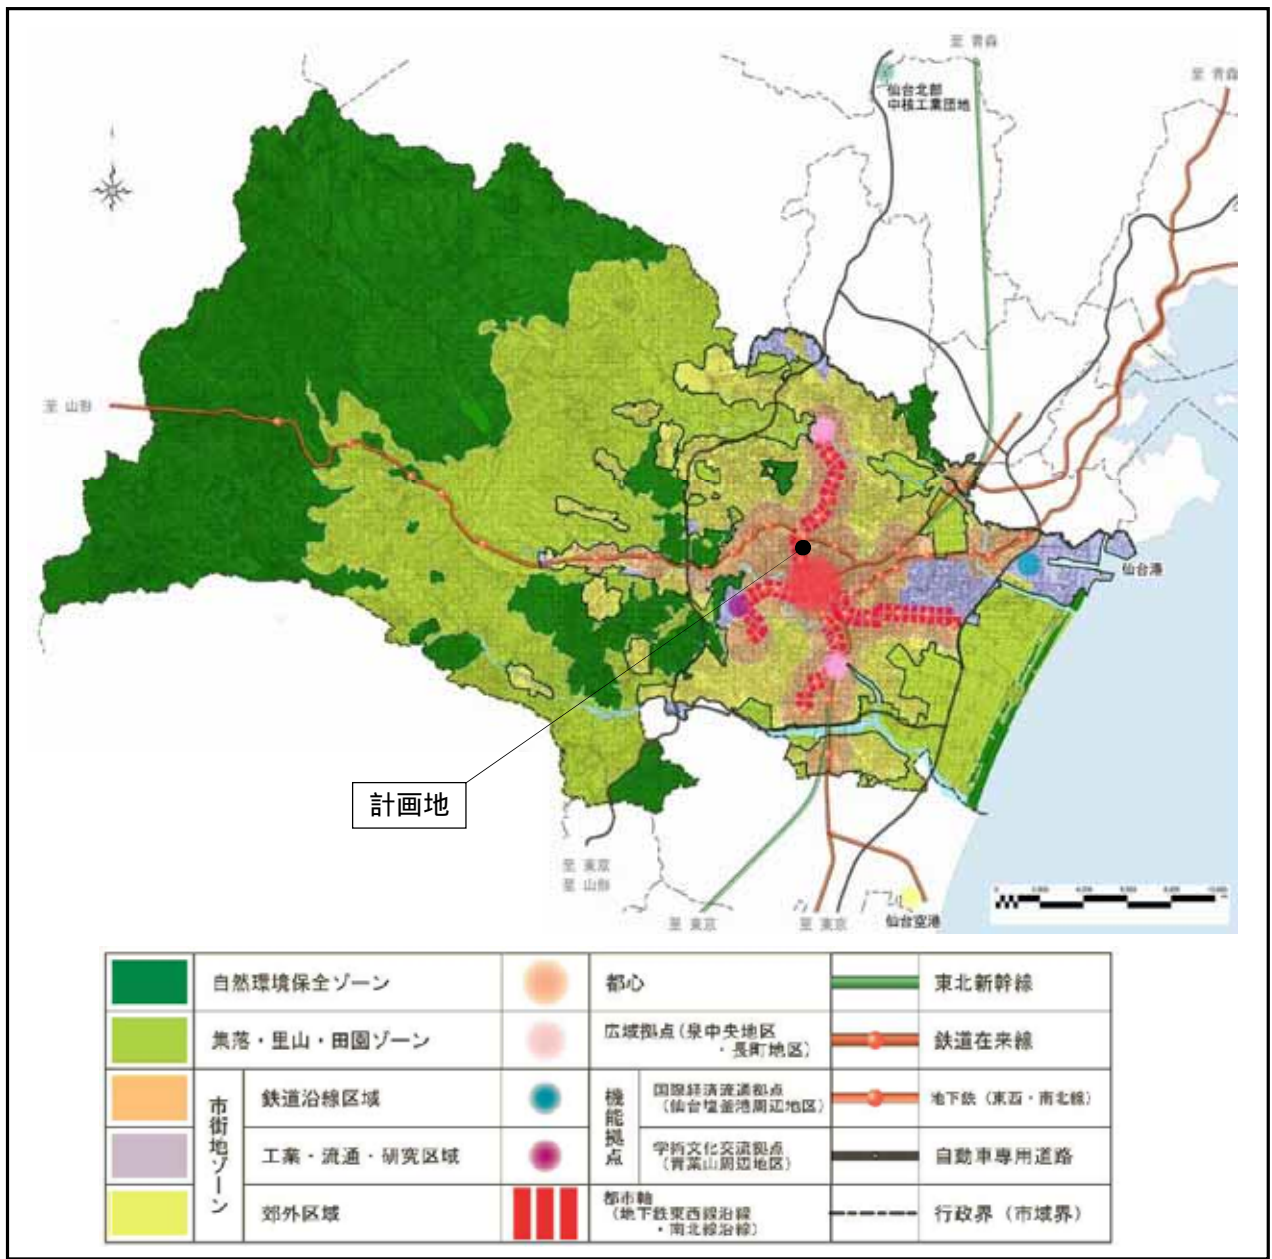 至 青森
至 青森
仙台北部
中核工業団地
至 山形
仙台港
計画地
至 東京
至 山形
至 東京
至 東京
仙台空港
自然環境保全ゾーン
都心
東北新幹線
集落・里山・田園ゾーン
広域拠点(泉中央地区
・長町地区)
鉄道在来線
市街地ゾーン
鉄道沿線区域
機能拠点
国際経済流通拠点
(仙台塩釜港周辺地区)
地下鉄(東西・南北線)
工業・流通・研究区域
学術文化交流拠点
(青葉山周辺地区)
自動車専用道路
郊外区域
都市軸
(地下鉄東西線沿線
・南北線沿線)
行政界(市域界)